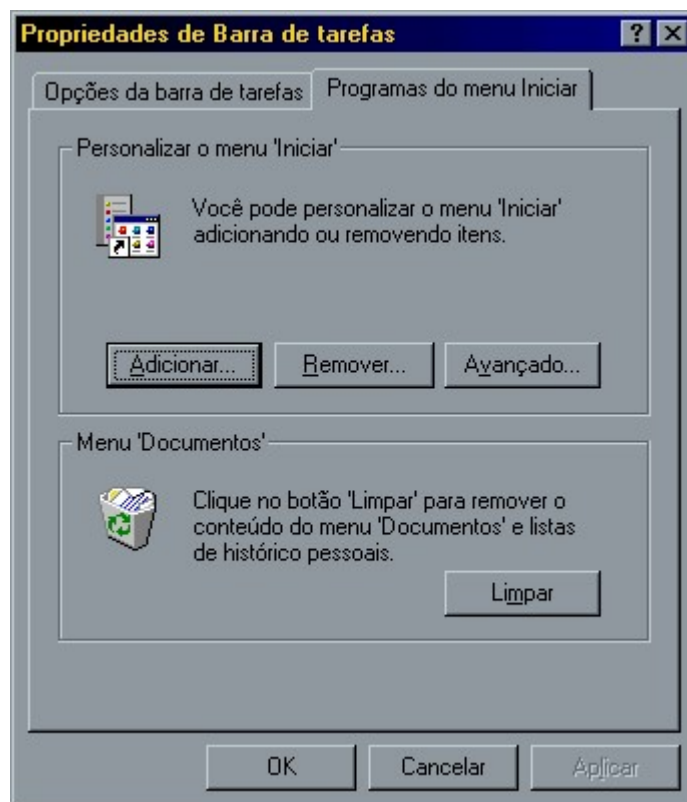 Propriedades de Barra de tarefas
Opções da barra de tarefas
Programas do menu Iniciar
Personalizar o menu 'Iniciar'
Você pode personalizar o menu 'Iniciar'
adicionando ou removendo itens.
Adicionar...
Remover...
Avançado...
Menu 'Documentos'
Clique no botão 'Limpar' para remover o
conteúdo do menu 'Documentos' e listas
de histórico pessoais.
Limpar
OK
Cancelar
Aplicar